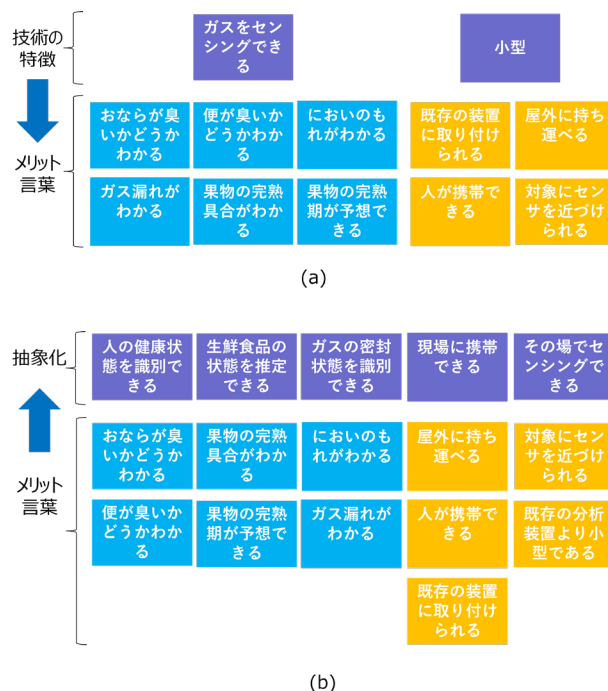 技術の
特徴
ガスをセン
シングでき
る
小型
メリット
言葉
おならが臭
いかどうか
わかる
便が臭いか
どうかわか
る
においのも
れがわかる
既存の装置
に取り付け
られる
屋外に持ち
運べる
ガス漏れが
わかる
果物の完熟
具合がわか
る
果物の完熟
期が予想で
きる
人が携帯で
きる
対象にセン
サを近づけ
られる
(a)
抽象化
人の健康状
態を識別で
きる
生鮮食品の
状態を推定
できる
ガスの密封
状態を識別
できる
現場に携帯
できる
その場でセ
ンシングで
きる
メリット
言葉
おならが臭
いかどうか
わかる
果物の完熟
具合がわか
る
においのも
れがわかる
屋外に持ち
運べる
対象にセン
サを近づけ
られる
便が臭いか
どうかわか
る
果物の完熟
期が予想で
きる
ガス漏れが
わかる
人が携帯で
きる
既存の分析
装置より小
型である
既存の装置
に取り付け
られる
(b)